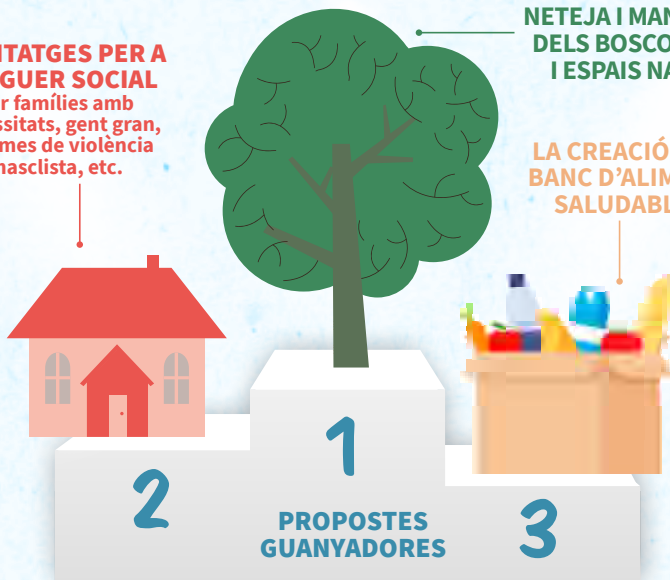 NETEJA I MAN
DELS BOSCO
I ESPAIS NA
ITATGES PER A
GUER SOCIAL
r famílies amb
ssitats, gent gran,
mes de violència
masclista, etc.
LA CREACIÓ
BANC D'ALIM
SALUDABL
1
2
3
PROPOSTES
GUANYADORES